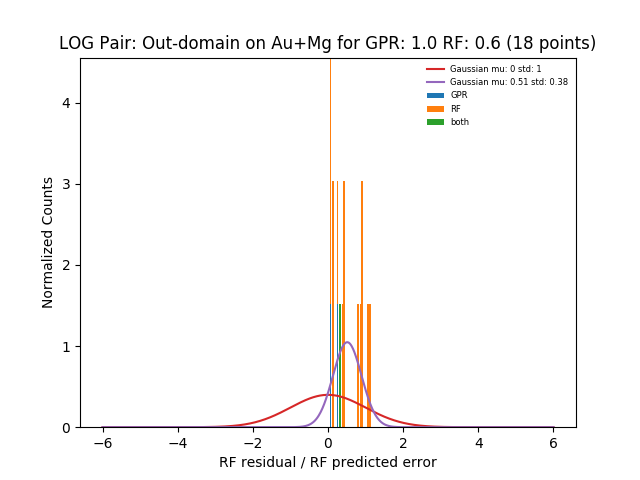 LOG Pair: Out-domain on Au+Mg for GPR: 1.0 RF: 0.6 (18 points)
Gaussian mu: 0 std: 1
Gaussian mu: 0.51 std: 0.38
GPR
RF
both
Normalized Counts
4
3
2
1
0
−6 −4 −2 0 2 4 6
RF residual / RF predicted error